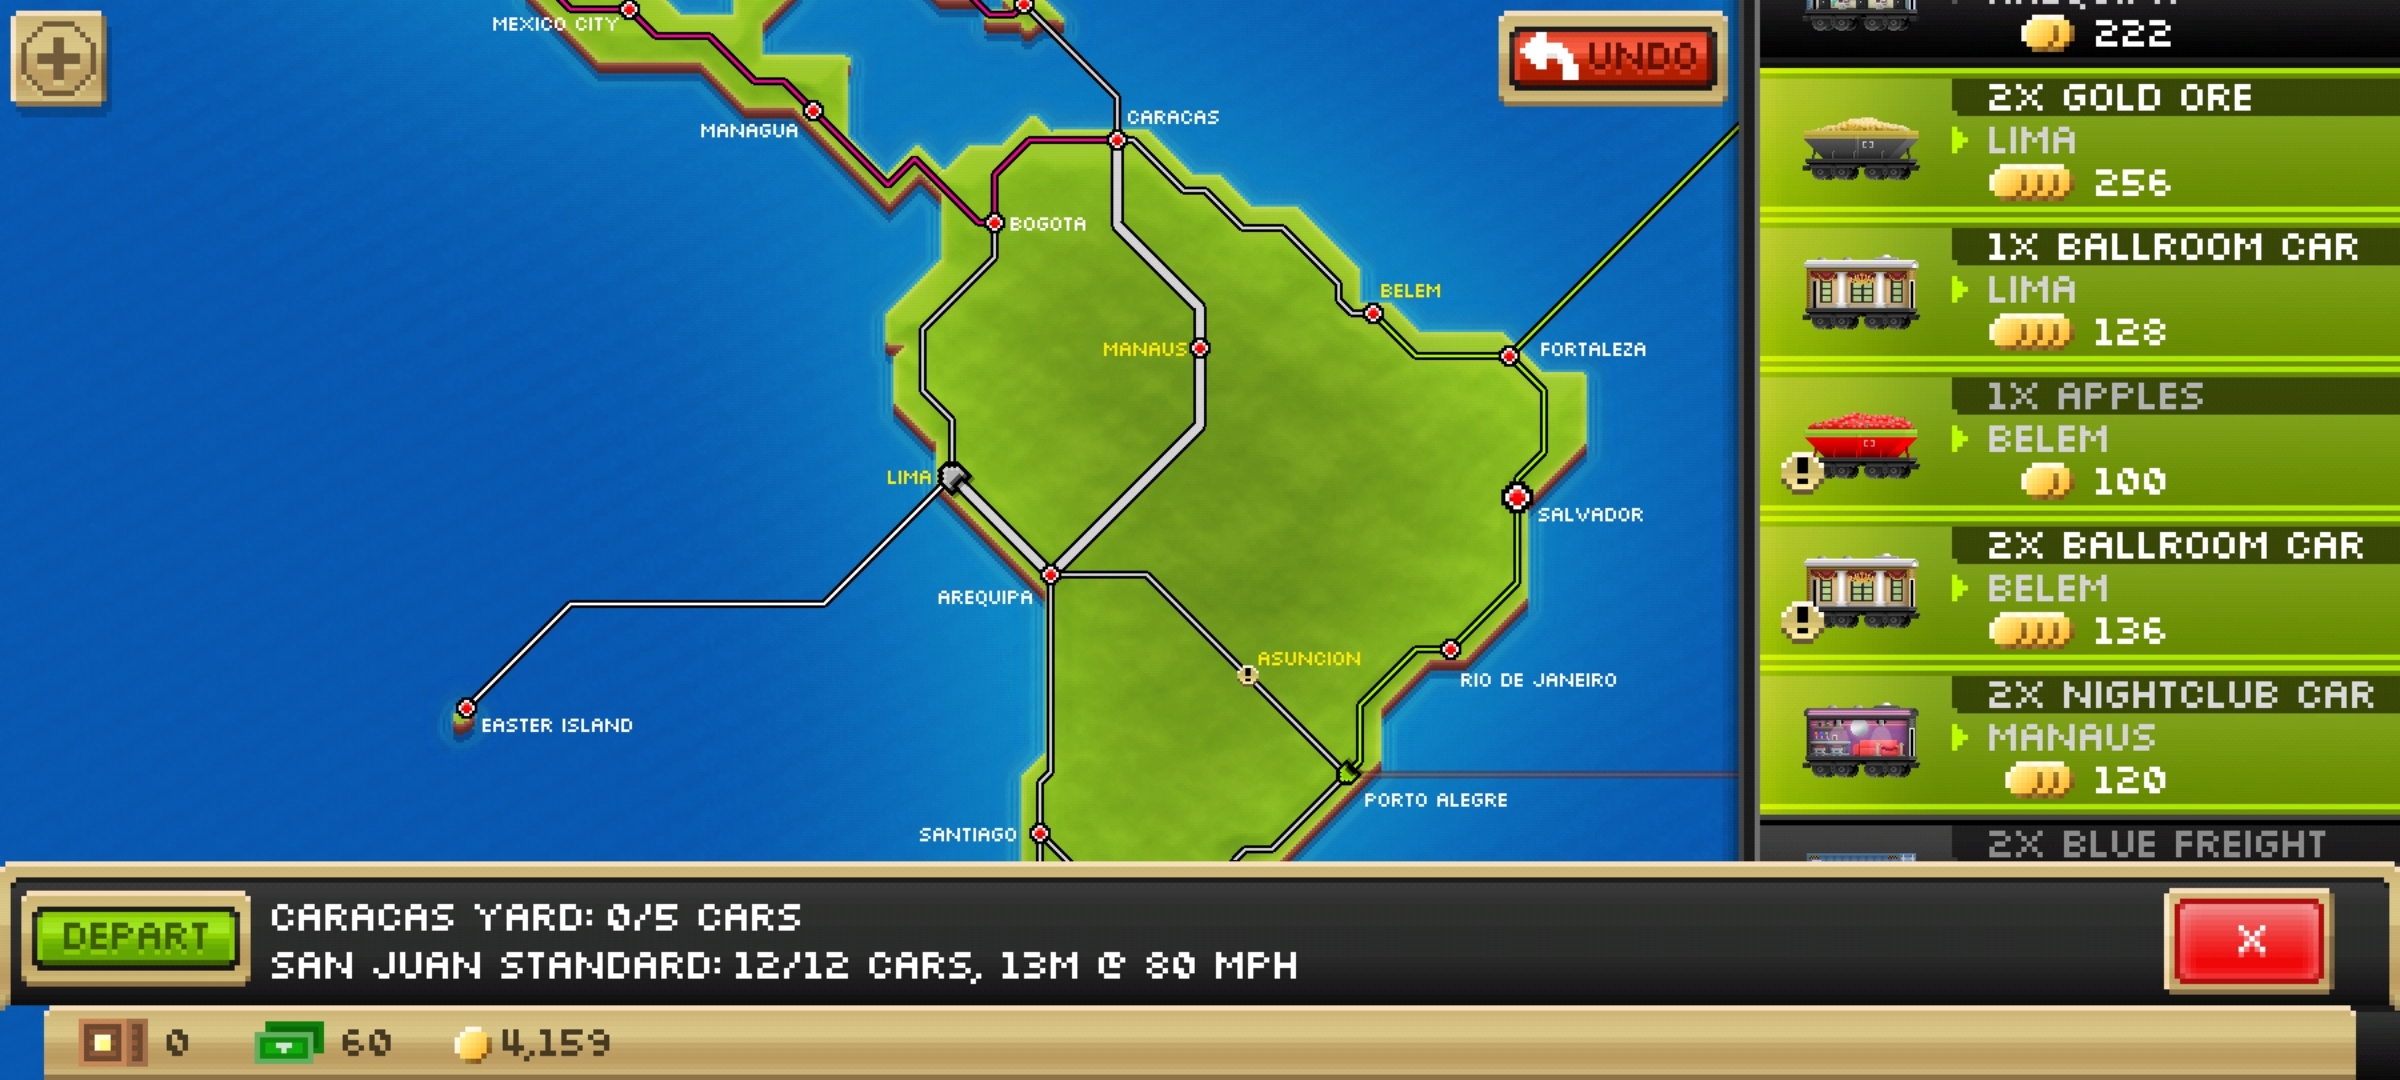 MEXICO CITY
MANAGUA
CARACAS
BOGOTA
BELEM
MANAUS
FORTALEZA
LIMA
SALVADOR
AREQUIPA
ASUNCION
RIO DE JANEIRO
EASTER ISLAND
PORTO ALEGRE
SANTIAGO
UNDO
222
2X GOLD ORE
LIMA
256
1X BALLROOM CAR
LIMA
128
1X APPLES
BELEM
100
2X BALLROOM CAR
BELEM
136
2X NIGHTCLUB CAR
MANAUS
120
2X BLUE FREIGHT
DEPART
CARACAS YARD: 0/5 CARS
SAN JUAN STANDARD: 12/12 CARS, 13M @ 80 MPH
X
0
60
4,159